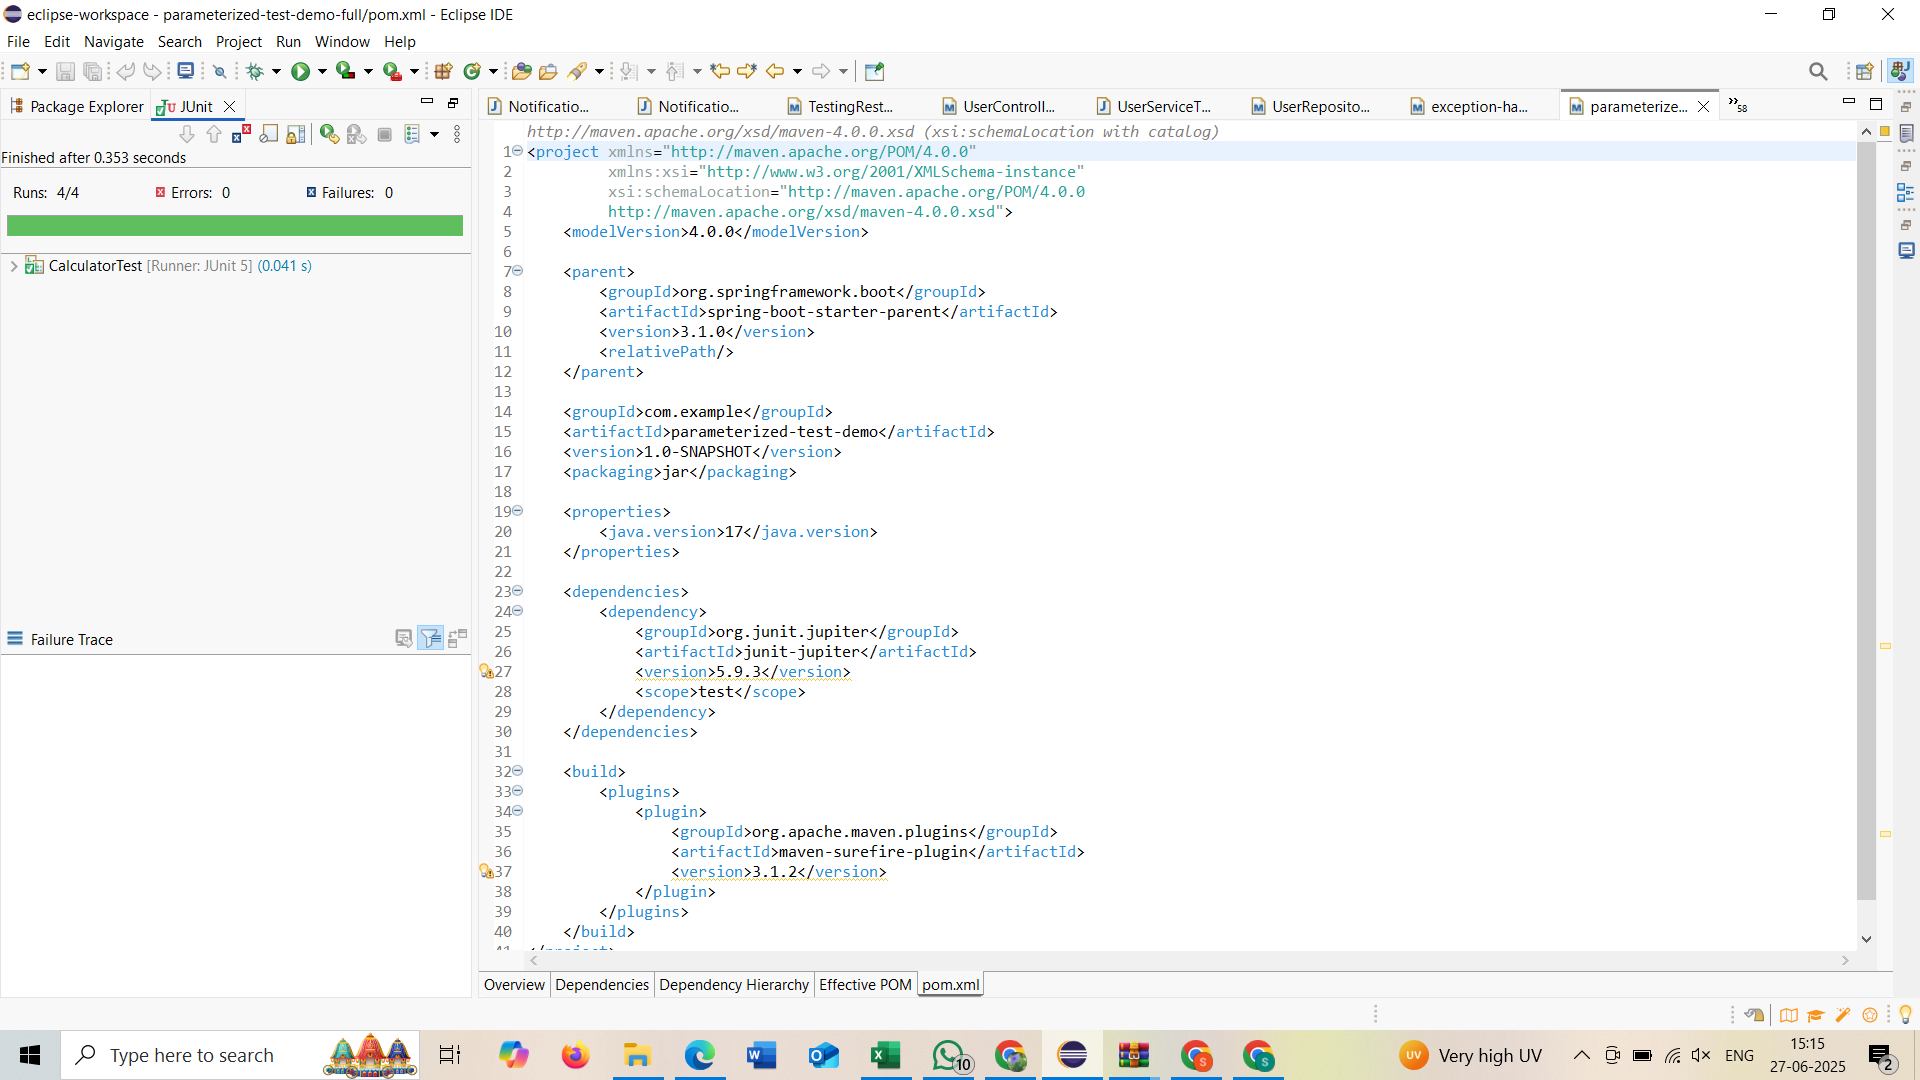 eclipse-workspace - parameterized-test-demo-full/pom.xml - Eclipse IDE
File Edit Navigate Search Project Run Window Help
Package Explorer JUnit
Finished after 0.353 seconds
Runs: 4/4 Errors: 0 Failures: 0
CalculatorTest [Runner: JUnit 5] (0.041 s)
Failure Trace
Notificatio... Notificatio... TestingRest... UserControll... UserServiceT... UserReposito... exception-ha... parameterize... »58
http://maven.apache.org/xsd/maven-4.0.0.xsd (xsi:schemaLocation with catalog)
1 <project xmlns="http://maven.apache.org/POM/4.0.0"
2 xmlns:xsi="http://www.w3.org/2001/XMLSchema-instance"
3 xsi:schemaLocation="http://maven.apache.org/POM/4.0.0
4 http://maven.apache.org/xsd/maven-4.0.0.xsd">
5 <modelVersion>4.0.0</modelVersion>
6
7 <parent>
8 <groupId>org.springframework.boot</groupId>
9 <artifactId>spring-boot-starter-parent</artifactId>
10 <version>3.1.0</version>
11 <relativePath/>
12 </parent>
13
14 <groupId>com.example</groupId>
15 <artifactId>parameterized-test-demo</artifactId>
16 <version>1.0-SNAPSHOT</version>
17 <packaging>jar</packaging>
18
19 <properties>
20 <java.version>17</java.version>
21 </properties>
22
23 <dependencies>
24 <dependency>
25 <groupId>org.junit.jupiter</groupId>
26 <artifactId>junit-jupiter</artifactId>
27 <version>5.9.3</version>
28 <scope>test</scope>
29 </dependency>
30 </dependencies>
31
32 <build>
33 <plugins>
34 <plugin>
35 <groupId>org.apache.maven.plugins</groupId>
36 <artifactId>maven-surefire-plugin</artifactId>
37 <version>3.1.2</version>
38 </plugin>
39 </plugins>
40 </build>
41 </project>
Overview Dependencies Dependency Hierarchy Effective POM pom.xml
Type here to search
10
UV Very high UV
ENG
15:15
27-06-2025
2